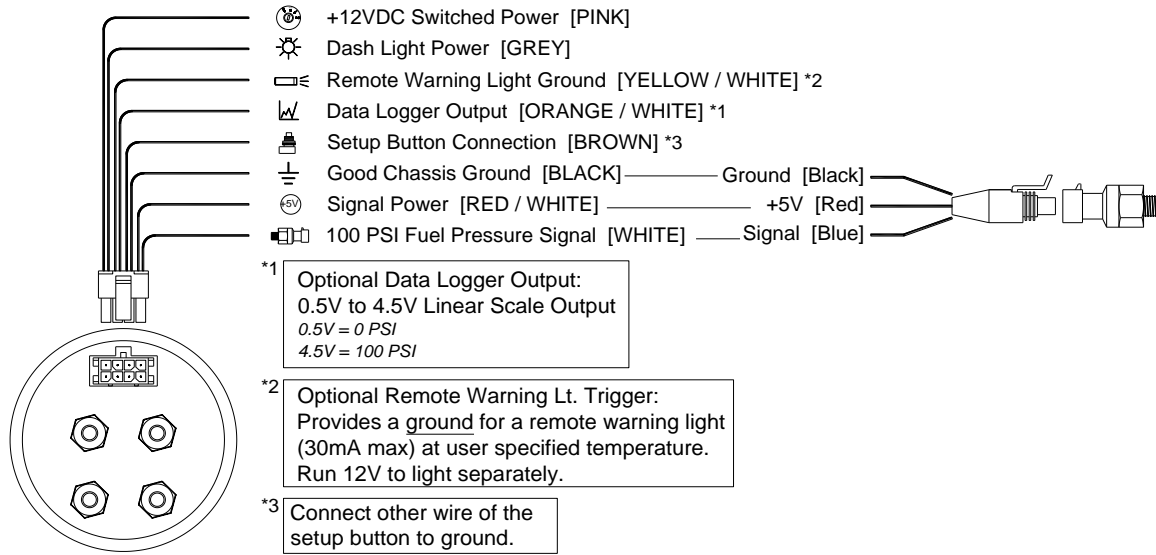 +12VDC Switched Power [PINK]
Dash Light Power [GREY]
Remote Warning Light Ground [YELLOW / WHITE] *2
Data Logger Output [ORANGE / WHITE] *1
Setup Button Connection [BROWN] *3
Good Chassis Ground [BLACK] Ground [Black]
+5V Signal Power [RED / WHITE] +5V [Red]
100 PSI Fuel Pressure Signal [WHITE] Signal [Blue]
*1 Optional Data Logger Output:
0.5V to 4.5V Linear Scale Output
0.5V = 0 PSI
4.5V = 100 PSI
*2 Optional Remote Warning Lt. Trigger:
Provides a ground for a remote warning light
(30mA max) at user specified temperature.
Run 12V to light separately.
*3 Connect other wire of the
setup button to ground.